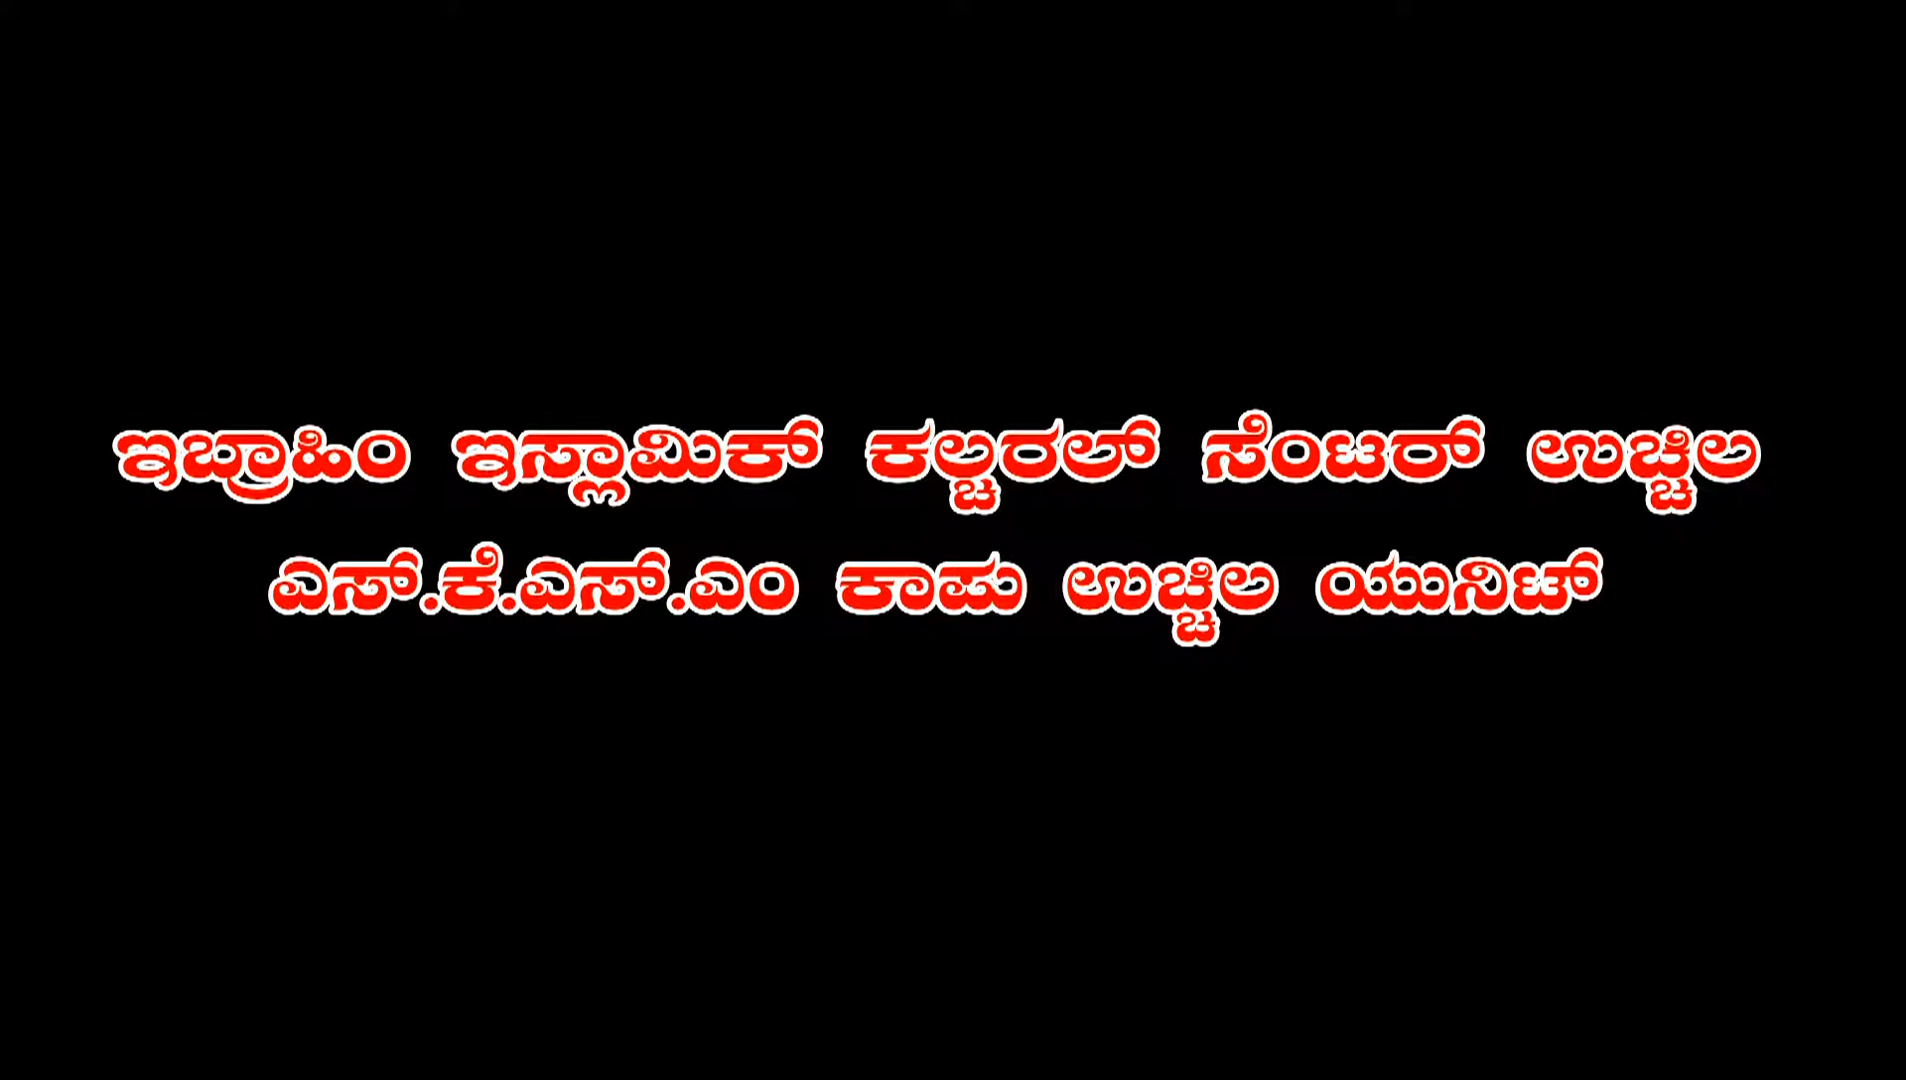 ಇಬ್ರಾಹಿಂ ಇಸ್ಲಾಮಿಕ್ ಕಲ್ಚರಲ್ ಸೆಂಟರ್ ಉಚ್ಚಿಲ
ಎಸ್.ಕೆ.ಎಸ್.ಎಂ ಕಾಪು ಉಚ್ಚಿಲ ಯುನಿಟ್